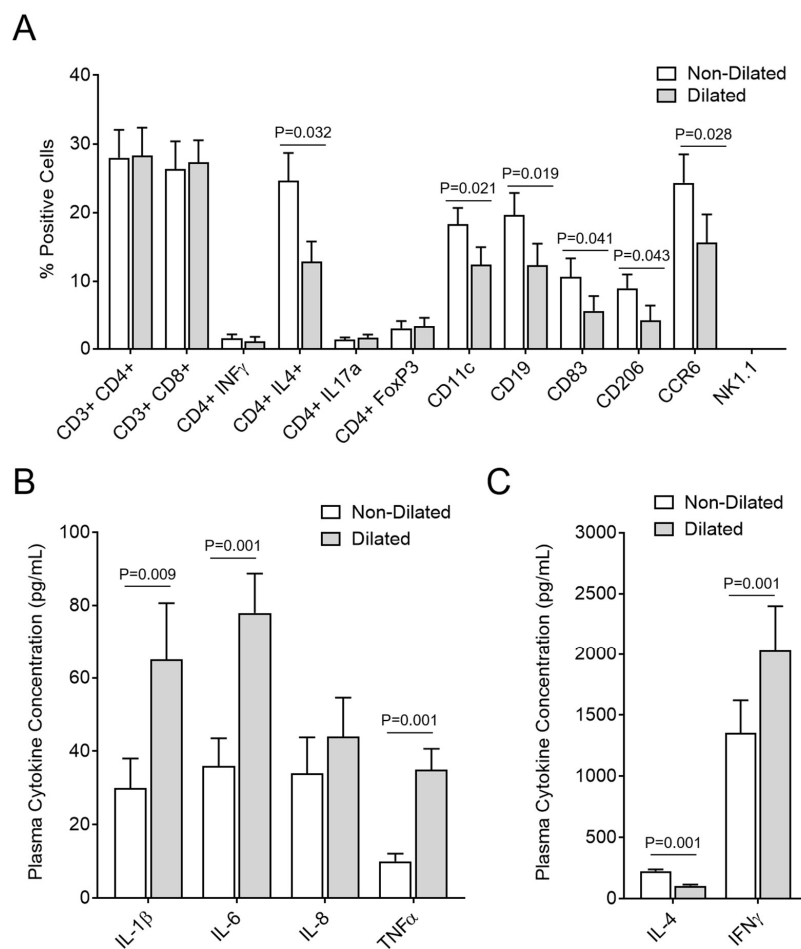 A
Non-Dilated
Dilated
% Positive Cells
40
30
20
10
0
P=0.032
P=0.021
P=0.019
P=0.041
P=0.043
P=0.028
CD3+ CD4+
CD3+ CD8+
CD4+ INFγ
CD4+ IL4+
CD4+ IL17a
CD4+ FoxP3
CD11c
CD19
CD83
CD206
CCR6
NK1.1
B
Non-Dilated
Dilated
Plasma Cytokine Concentration (pg/mL)
100
80
60
40
20
0
P=0.009
P=0.001
P=0.001
IL-1β
IL-6
IL-8
TNFα
C
Non-Dilated
Dilated
Plasma Cytokine Concentration (pg/mL)
3000
2500
2000
1500
1000
500
0
P=0.001
P=0.001
IL-4
IFNγ